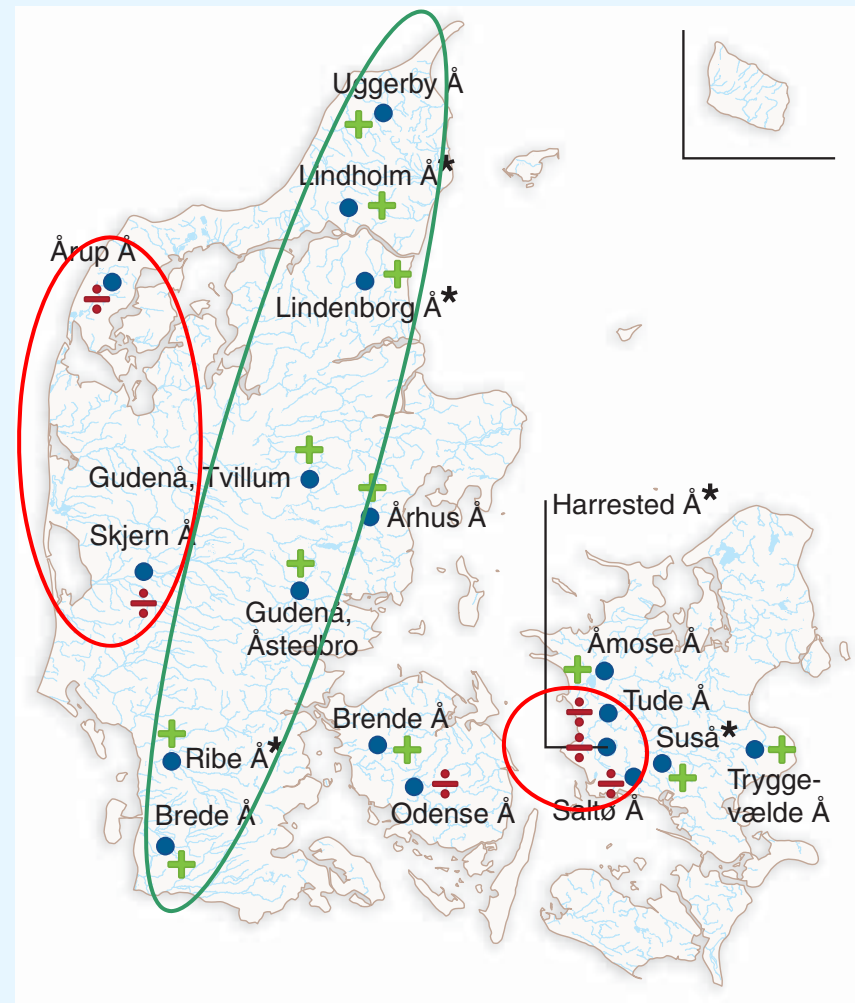 Uggerby Å
Lindholm Å*
Årup Å
Lindenborg Å*
Gudenå, Tvillum
Harrested Å*
Århus Å
Skjern Å
Gudenå,
Åstedbro
Åmose Å
Tude Å
Brende Å
Suså*
Ribe Å*
Trygge-
vælde Å
Odense Å
Saltø Å
Brede Å